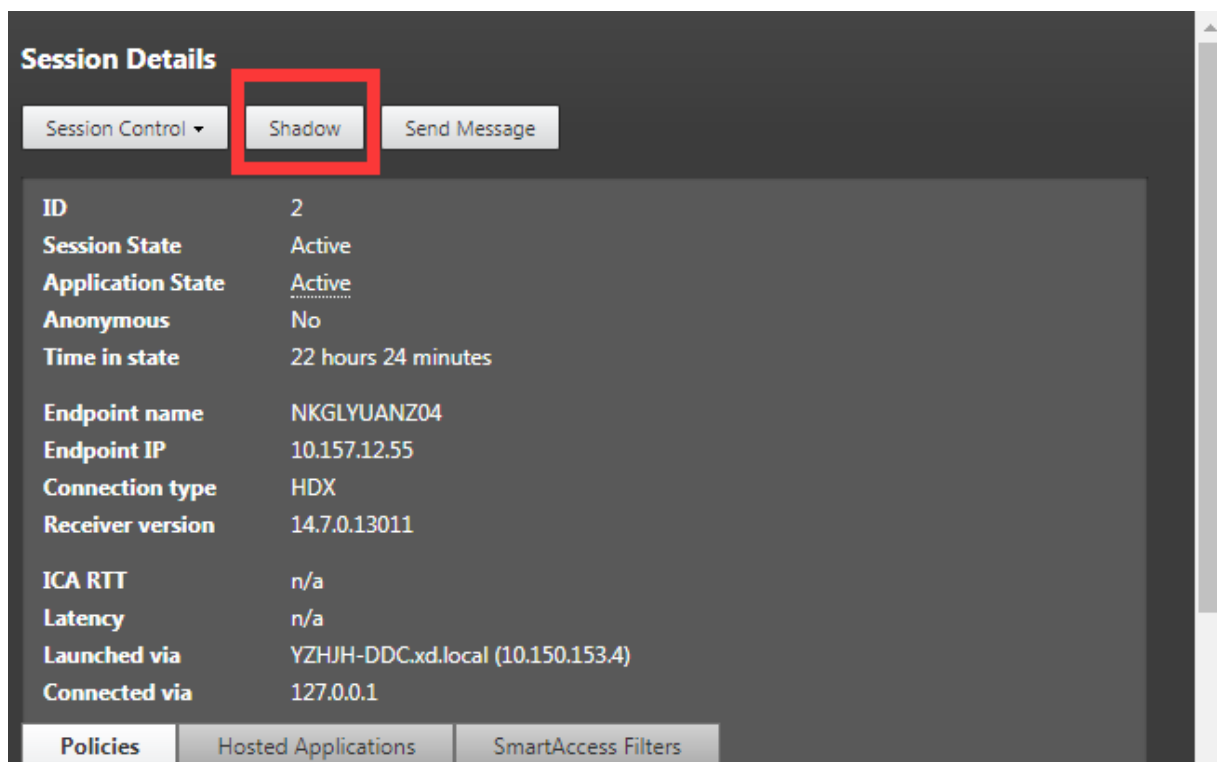 Session Details
Session Control Shadow Send Message
ID 2
Session State Active
Application State Active
Anonymous No
Time in state 22 hours 24 minutes
Endpoint name NKGLYUANZ04
Endpoint IP 10.157.12.55
Connection type HDX
Receiver version 14.7.0.13011
ICA RTT n/a
Latency n/a
Launched via YZHJH-DDC.xd.local (10.150.153.4)
Connected via 127.0.0.1
Policies Hosted Applications SmartAccess Filters